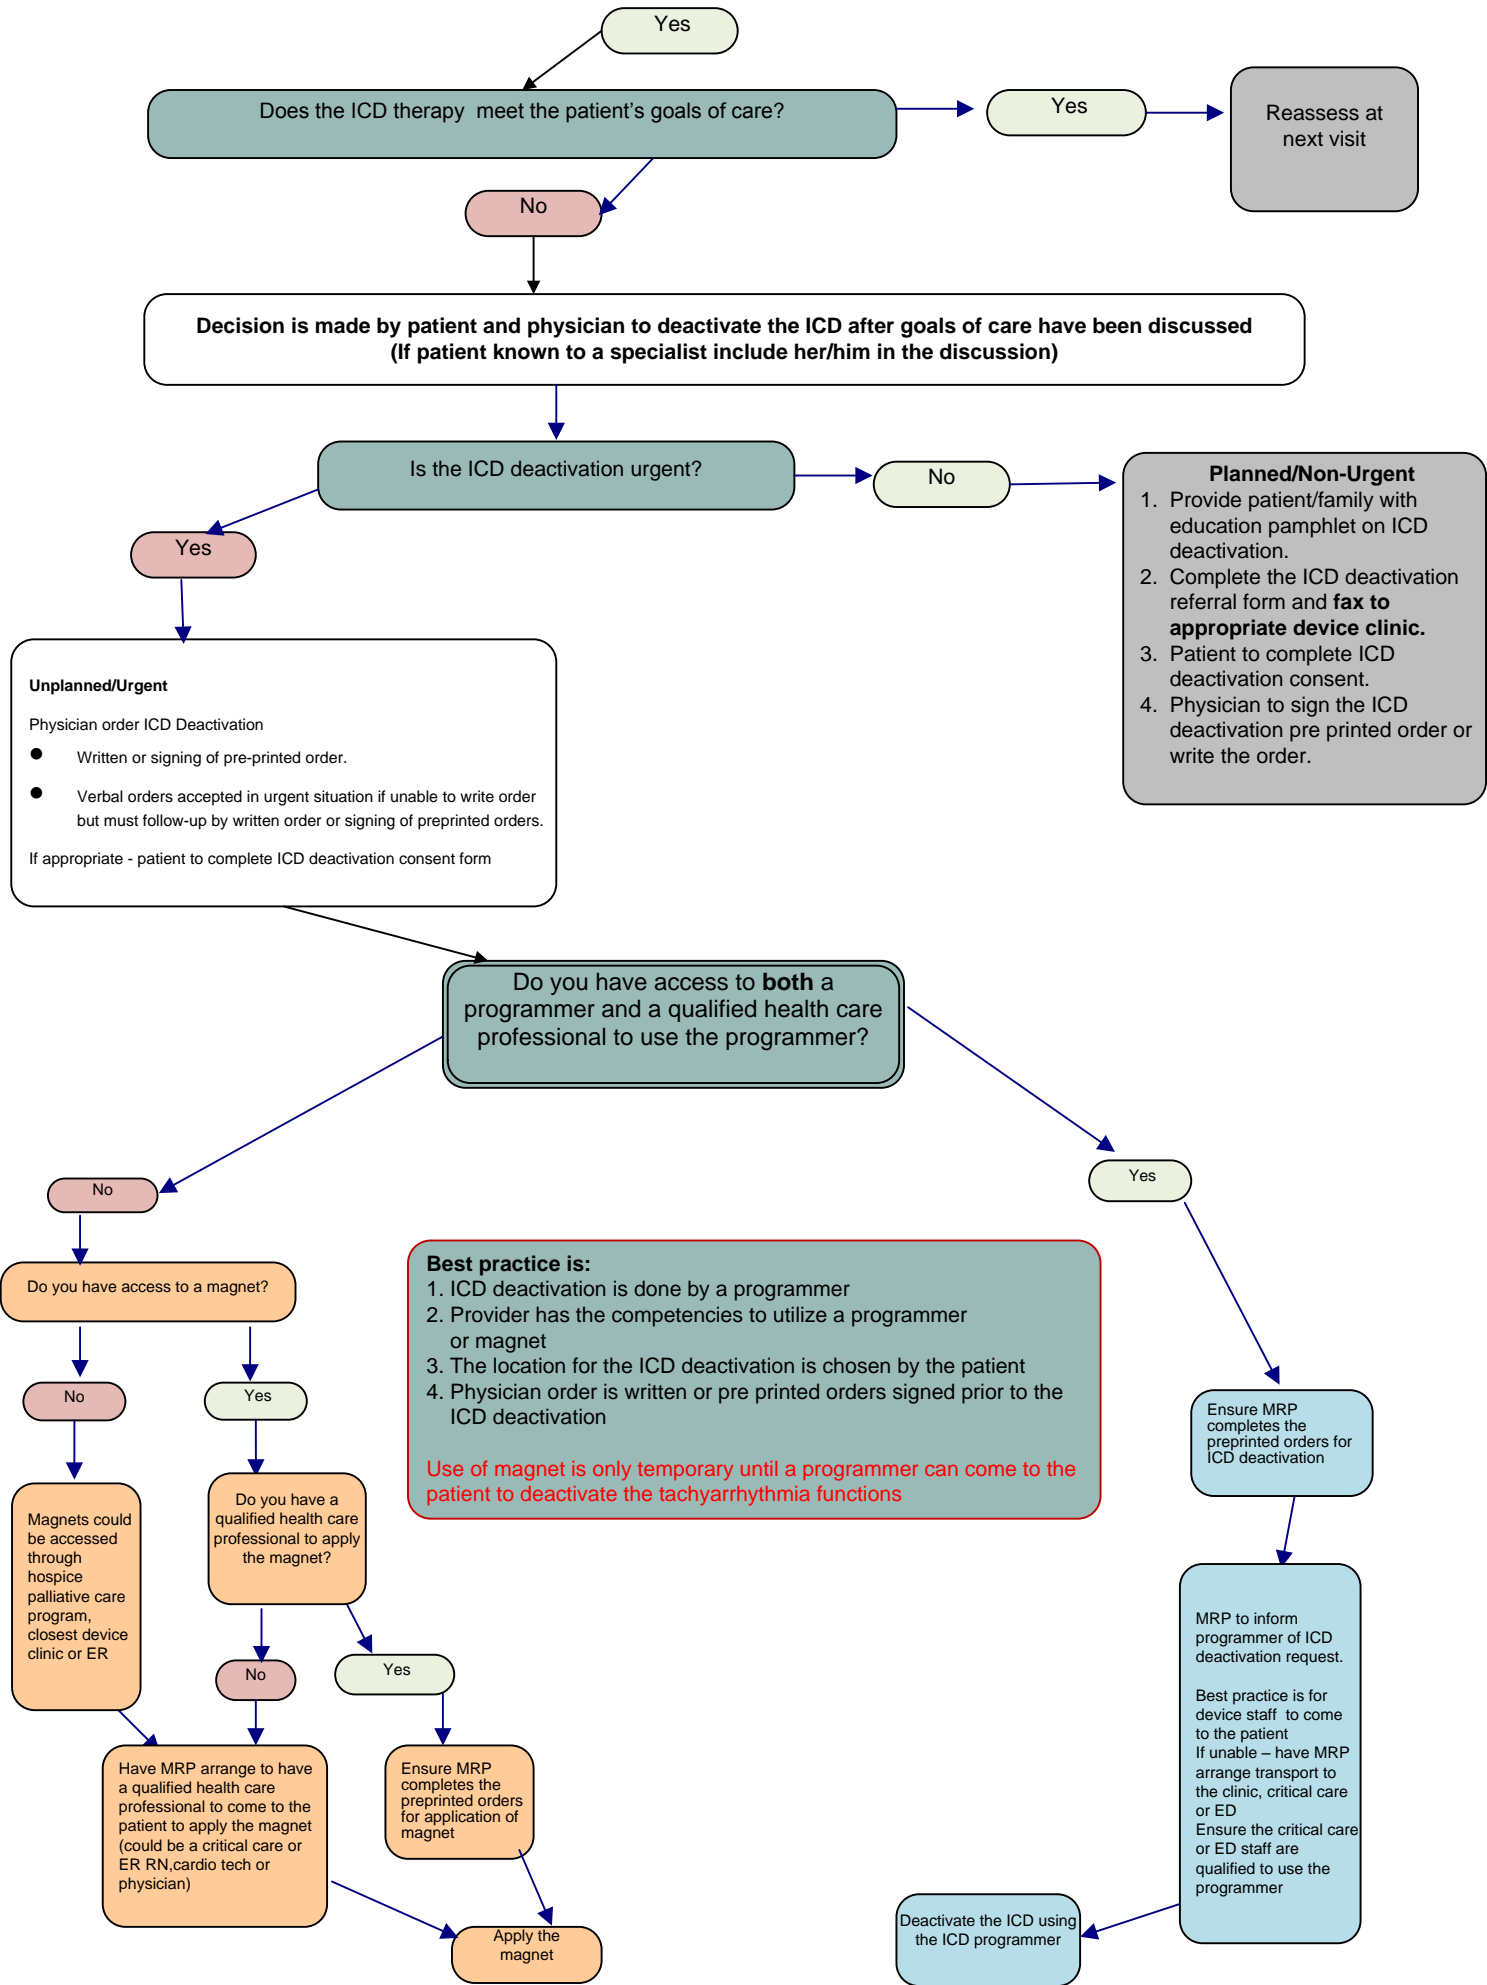 Yes
Does the ICD therapy  meet the patient's goals of care?
Yes
Reassess at
next visit
No
Decision is made by patient and physician to deactivate the ICD after goals of care have been discussed
(If patient known to a specialist include her/him in the discussion)
Is the ICD deactivation urgent?
No
Planned/Non-Urgent
1. Provide patient/family with
education pamphlet on ICD
deactivation.
2. Complete the ICD deactivation
referral form and fax to
appropriate device clinic.
3. Patient to complete ICD
deactivation consent.
4. Physician to sign the ICD
deactivation pre printed order or
write the order.
Yes
Unplanned/Urgent
Physician order ICD Deactivation
● Written or signing of pre-printed order.
● Verbal orders accepted in urgent situation if unable to write order
but must follow-up by written order or signing of preprinted orders.
If appropriate - patient to complete ICD deactivation consent form
Do you have access to both a
programmer and a qualified health care
professional to use the programmer?
No
Yes
Do you have access to a magnet?
Best practice is:
1. ICD deactivation is done by a programmer
2. Provider has the competencies to utilize a programmer
or magnet
3. The location for the ICD deactivation is chosen by the patient
4. Physician order is written or pre printed orders signed prior to the
ICD deactivation
Use of magnet is only temporary until a programmer can come to the
patient to deactivate the tachyarrhythmia functions
No
Yes
Ensure MRP
completes the
preprinted orders for
ICD deactivation
Magnets could
be accessed
through
hospice
palliative care
program,
closest device
clinic or ER
Do you have a
qualified health care
professional to apply
the magnet?
No
Yes
MRP to inform
programmer of ICD
deactivation request.
Best practice is for
device staff  to come
to the patient
If unable – have MRP
arrange transport to
the clinic, critical care
or ED
Ensure the critical care
or ED staff are
qualified to use the
programmer
Have MRP arrange to have
a qualified health care
professional to come to the
patient to apply the magnet
(could be a critical care or
ER RN,cardio tech or
physician)
Ensure MRP
completes the
preprinted orders
for application of
magnet
Apply the
magnet
Deactivate the ICD using
the ICD programmer